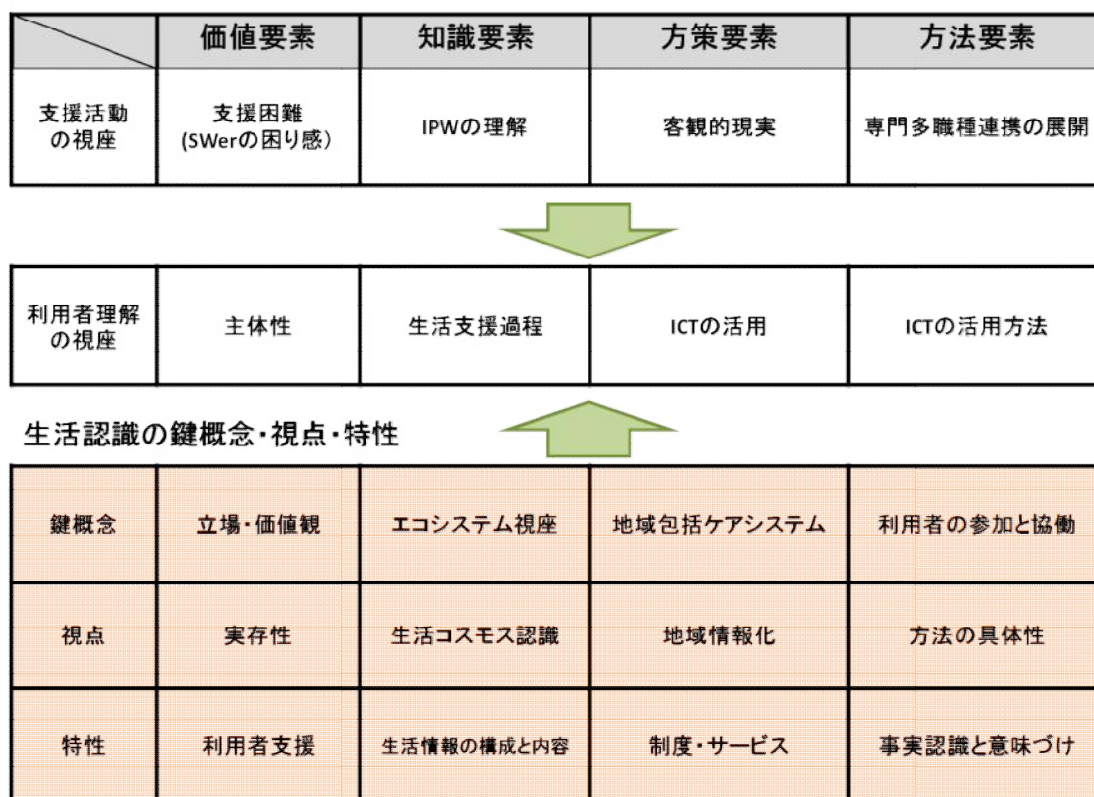 価値要素 知識要素 方策要素 方法要素
支援活動
の視座
支援困難
(SWerの困り感)
IPWの理解
客観的現実
専門多職種連携の展開
利用者理解
の視座
主体性
生活支援過程
ICTの活用
ICTの活用方法
生活認識の鍵概念・視点・特性
鍵概念 立場・価値観 エコシステム視座 地域包括ケアシステム 利用者の参加と協働
視点 実存性 生活コスモス認識 地域情報化 方法の具体性
特性 利用者支援 生活情報の構成と内容 制度・サービス 事実認識と意味づけ